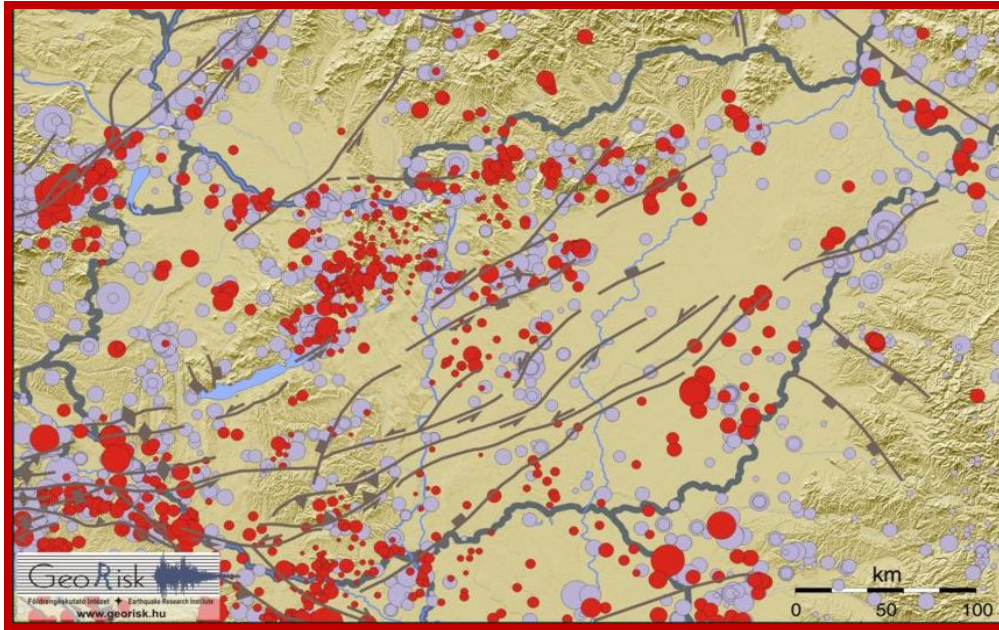 GeoRisk
Földrengéskutató Intézet ✦ Earthquake Research Institute
www.georisk.hu
km
0 50 100